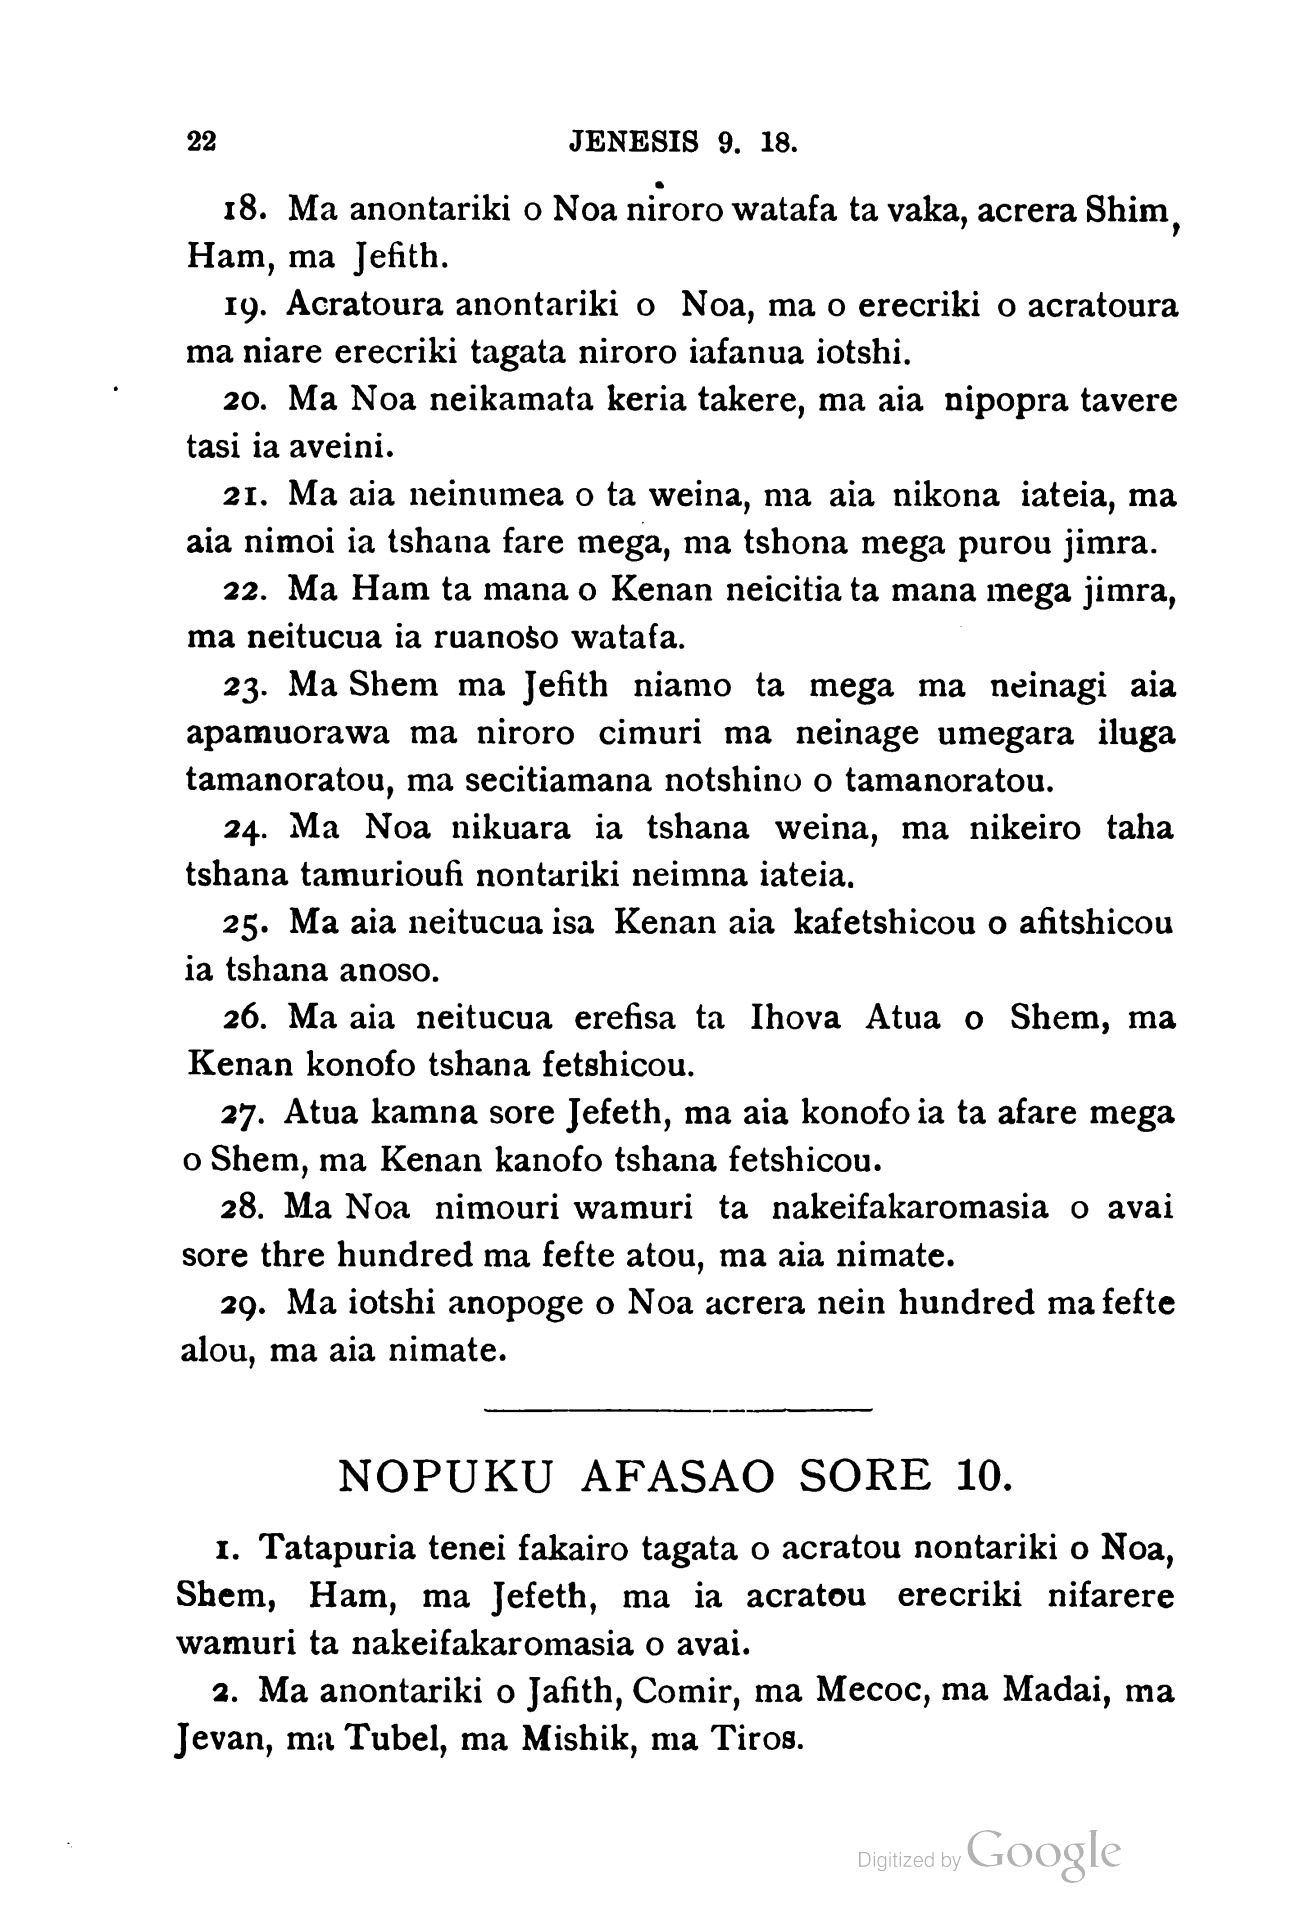 22 JENESIS 9. 18.
18. Ma anontariki o Noa niroro watafa ta vaka, acrera Shim,
Ham, ma Jefith.
19. Acratoura anontariki o Noa, ma o erecriki o acratoura
ma niare erecriki tagata niroro iafanua iotshi.
20. Ma Noa neikamata keria takere, ma aia nipopra tavere
tasi ia aveini.
21. Ma aia neinumea o ta weina, ma aia nikona iateia, ma
aia nimoi ia tshana fare mega, ma tshona mega purou jimra.
22. Ma Ham ta mana o Kenan neicitia ta mana mega jimra,
ma neitucua ia ruanoso watafa.
23. Ma Shem ma Jefith niamo ta mega ma neinagi aia
apamuorawa ma niroro cimuri ma neinage umegara iluga
tamanoratou, ma secitiamana notshino o tamanoratou.
24. Ma Noa nikuara ia tshana weina, ma nikeiro taha
tshana tamurioufi nontariki neimna iateia.
25. Ma aia neitucua isa Kenan aia kafetshicou o afitshicou
ia tshana anoso.
26. Ma aia neitucua erefisa ta Ihova Atua o Shem, ma
Kenan konofo tshana fetshicou.
27. Atua kamna sore Jefeth, ma aia konofo ia ta afare mega
o Shem, ma Kenan kanofo tshana fetshicou.
28. Ma Noa nimouri wamuri ta nakeifakaromasia o avai
sore thre hundred ma fefte atou, ma aia nimate.
29. Ma iotshi anopoge o Noa acrera nein hundred ma fefte
alou, ma aia nimate.
NOPUKU AFASAO SORE 10.
1. Tatapuria tenei fakairo tagata o acratou nontariki o Noa,
Shem, Ham, ma Jefeth, ma ia acratou erecriki nifarere
wamuri ta nakeifakaromasia o avai.
2. Ma anontariki o Jafith, Comir, ma Mecoc, ma Madai, ma
Jevan, ma Tubel, ma Mishik, ma Tiros.
Digitized by Google